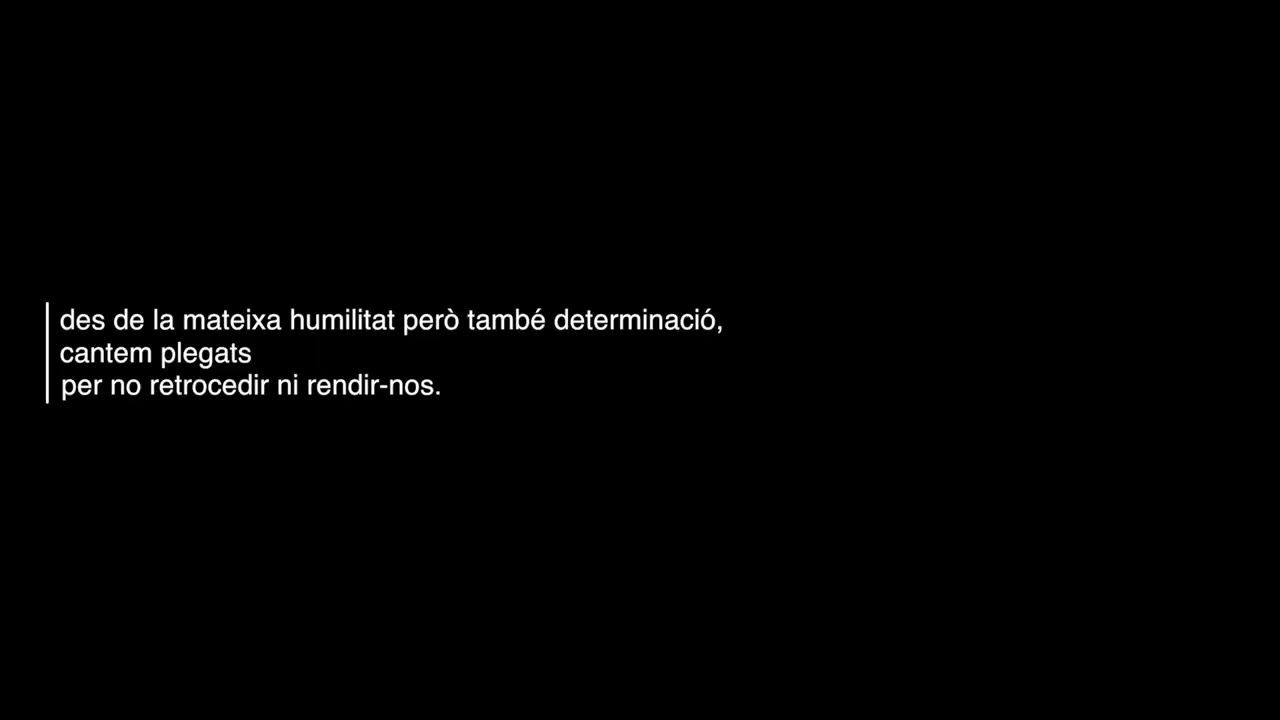 des de la mateixa humilitat però també determinació,
cantem plegats
per no retrocedir ni rendir-nos.